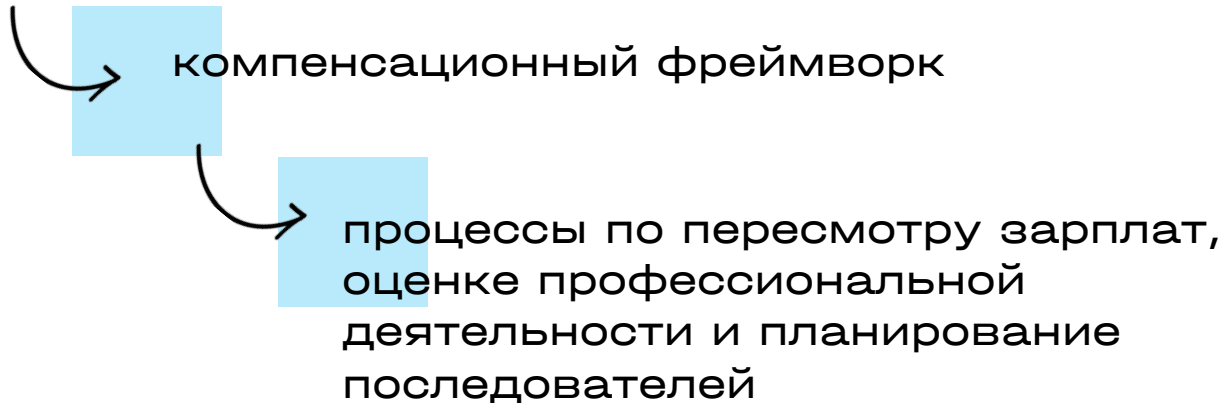 компенсационный фреймворк
процессы по пересмотру зарплат,
оценке профессиональной
деятельности и планирование
последователей